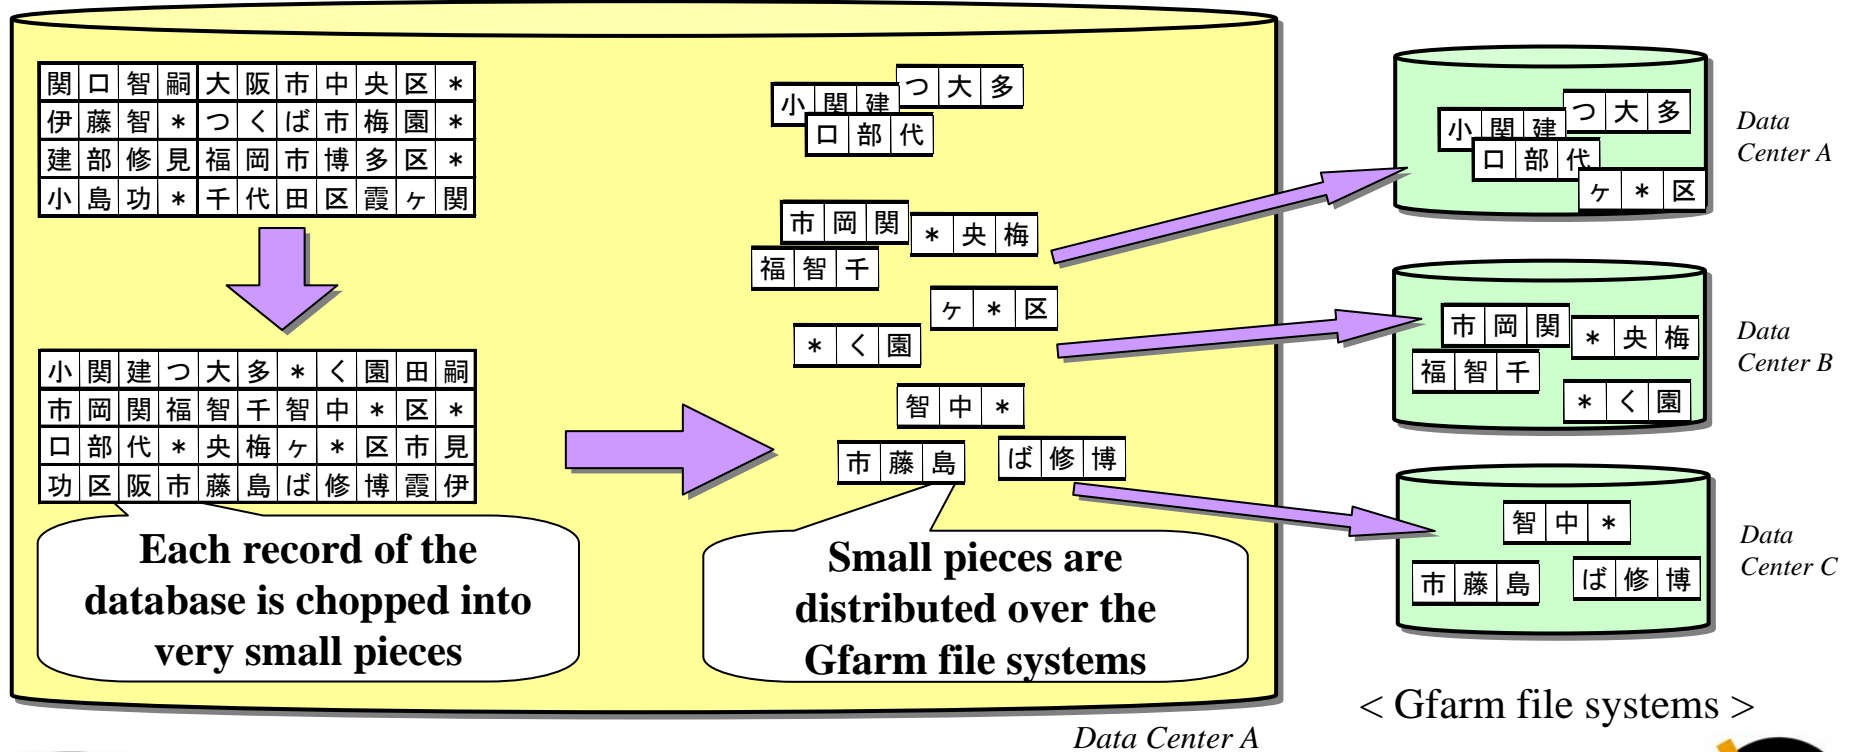 関口智嗣大阪市中央区*
伊藤智*つくば市梅園*
建部修見福岡市博多区*
小島功*千代田区霞ヶ関
小関建つ大多*く園田嗣
市岡関福智千智中*区*
口部代*央梅ヶ*区市見
功区阪市藤島ば修博霞伊
Each record of the
database is chopped into
very small pieces
つ大多
小関建
口部代
市岡関
*央梅
福智千
ヶ*区
*く園
智中*
市藤島
ば修博
Small pieces are
distributed over the
Gfarm file systems
Data Center A
つ大多
小関建
口部代
ヶ*区
Data
Center A
市岡関
*央梅
福智千
*く園
Data
Center B
智中*
市藤島
ば修博
Data
Center C
< Gfarm file systems >